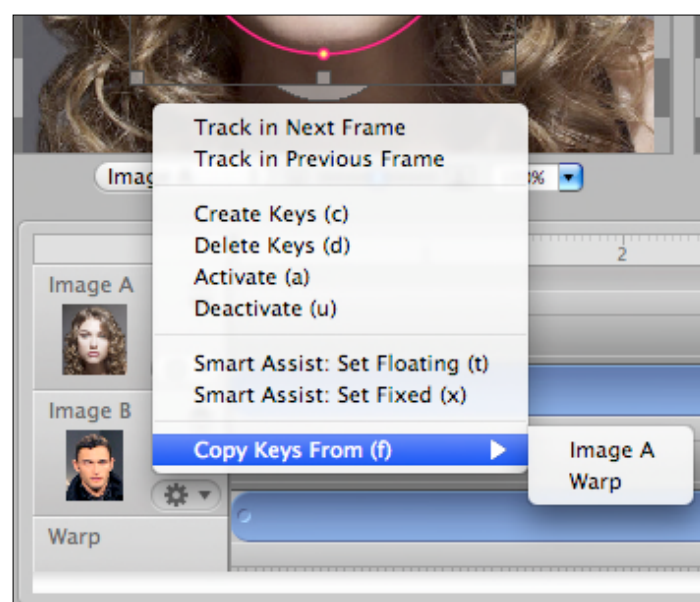 Track in Next Frame
Track in Previous Frame
Create Keys (c)
Delete Keys (d)
Activate (a)
Deactivate (u)
Smart Assist: Set Floating (t)
Smart Assist: Set Fixed (x)
Copy Keys From (f)
Image A
Warp
2
Image A
Image B
Warp